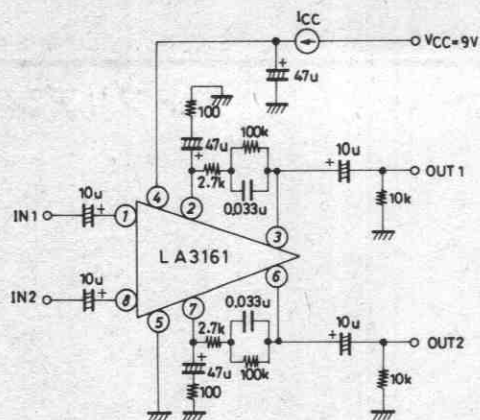 ICC
VCC=9V
+
47u
100
100k
47u
+
2.7k
0.033u
10u
+
OUT 1
10k
10u
IN1
+
1
4
2
3
LA3161
10u
IN2
+
8
5
7
6
0.033u
2.7k
100k
+
47u
100
10u
+
OUT2
10k